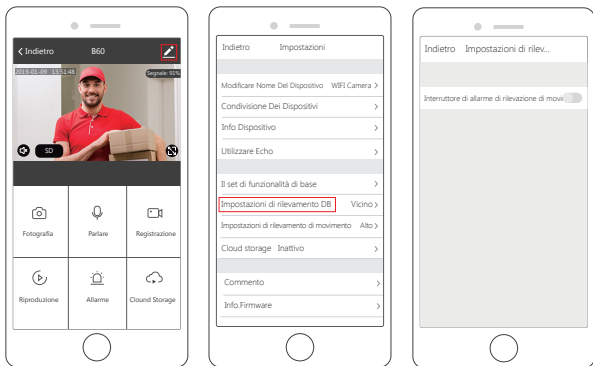 Indietro B60
2019-01-09 13:51:48 Segnale: 91%
SD
Fotografia Parlare Registrazione
Riproduzione Allarme Clound Storage
Indietro Impostazioni
Modificare Nome Del Dispositivo WIFI Camera
Condivisione Dei Dispositivi
Info Dispositivo
Utilizzare Echo
Il set di funzionalità di base
Impostazioni di rilevamento DB Vicino
Impostazioni di rilevamento di movimento Alto
Cloud storage Inattivo
Commento
Info.Firmware
Indietro Impostazioni di rilev...
Interruttore di allarme di rilevazione di movi